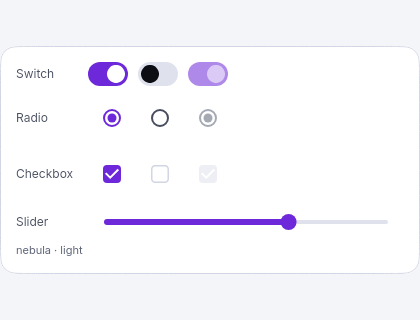 Switch
Radio
Checkbox
Slider
nebula · light